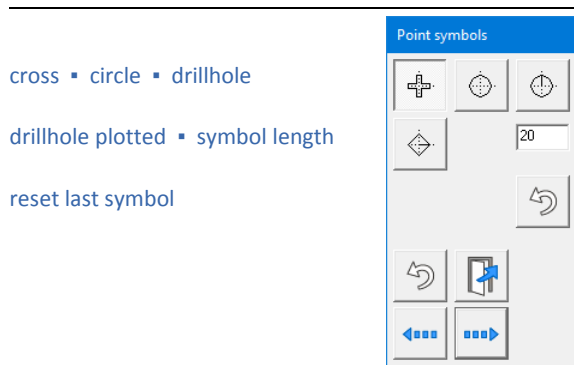 Point symbols
cross ▪ circle ▪ drillhole
drillhole plotted ▪ symbol length
20
reset last symbol